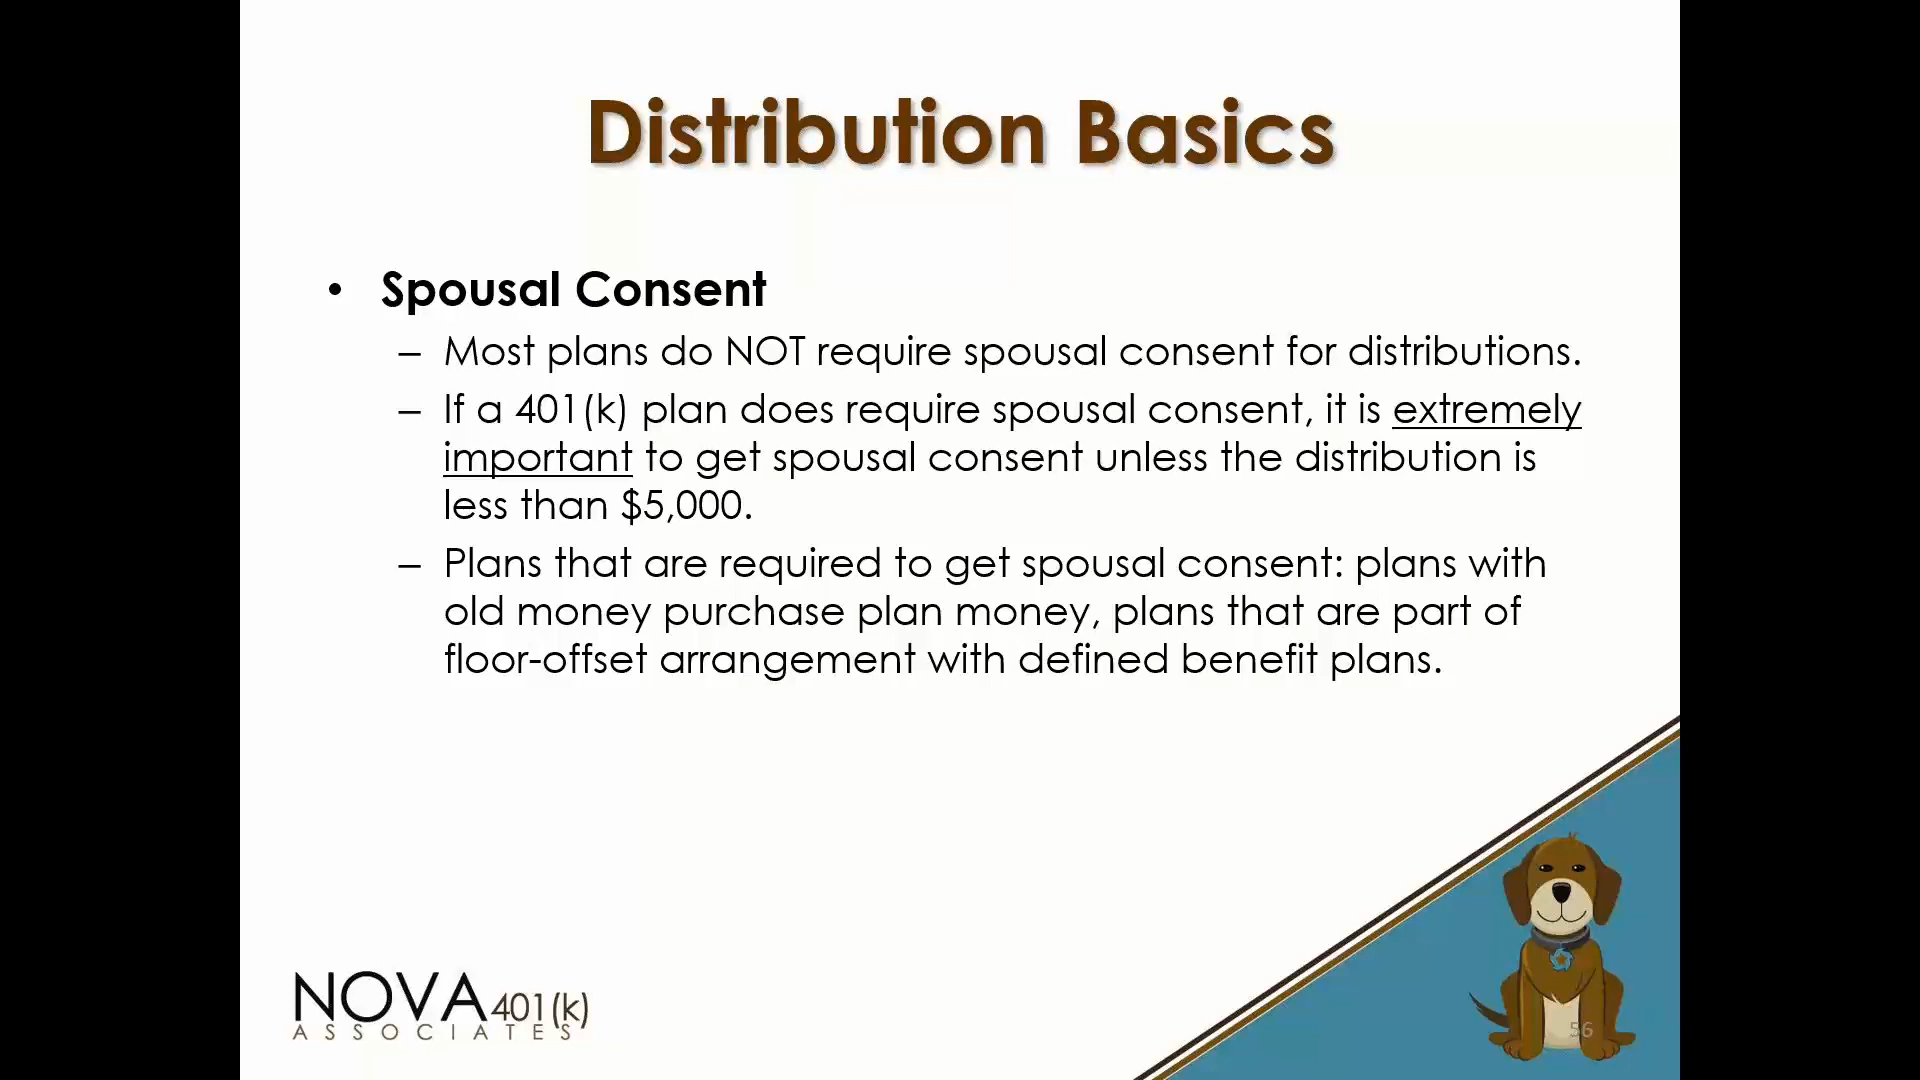 Distribution Basics
• Spousal Consent
– Most plans do NOT require spousal consent for distributions.
– If a 401(k) plan does require spousal consent, it is extremely
important to get spousal consent unless the distribution is
less than $5,000.
– Plans that are required to get spousal consent: plans with
old money purchase plan money, plans that are part of
floor-offset arrangement with defined benefit plans.
NOVA 401(k)
ASSOCIATES
56